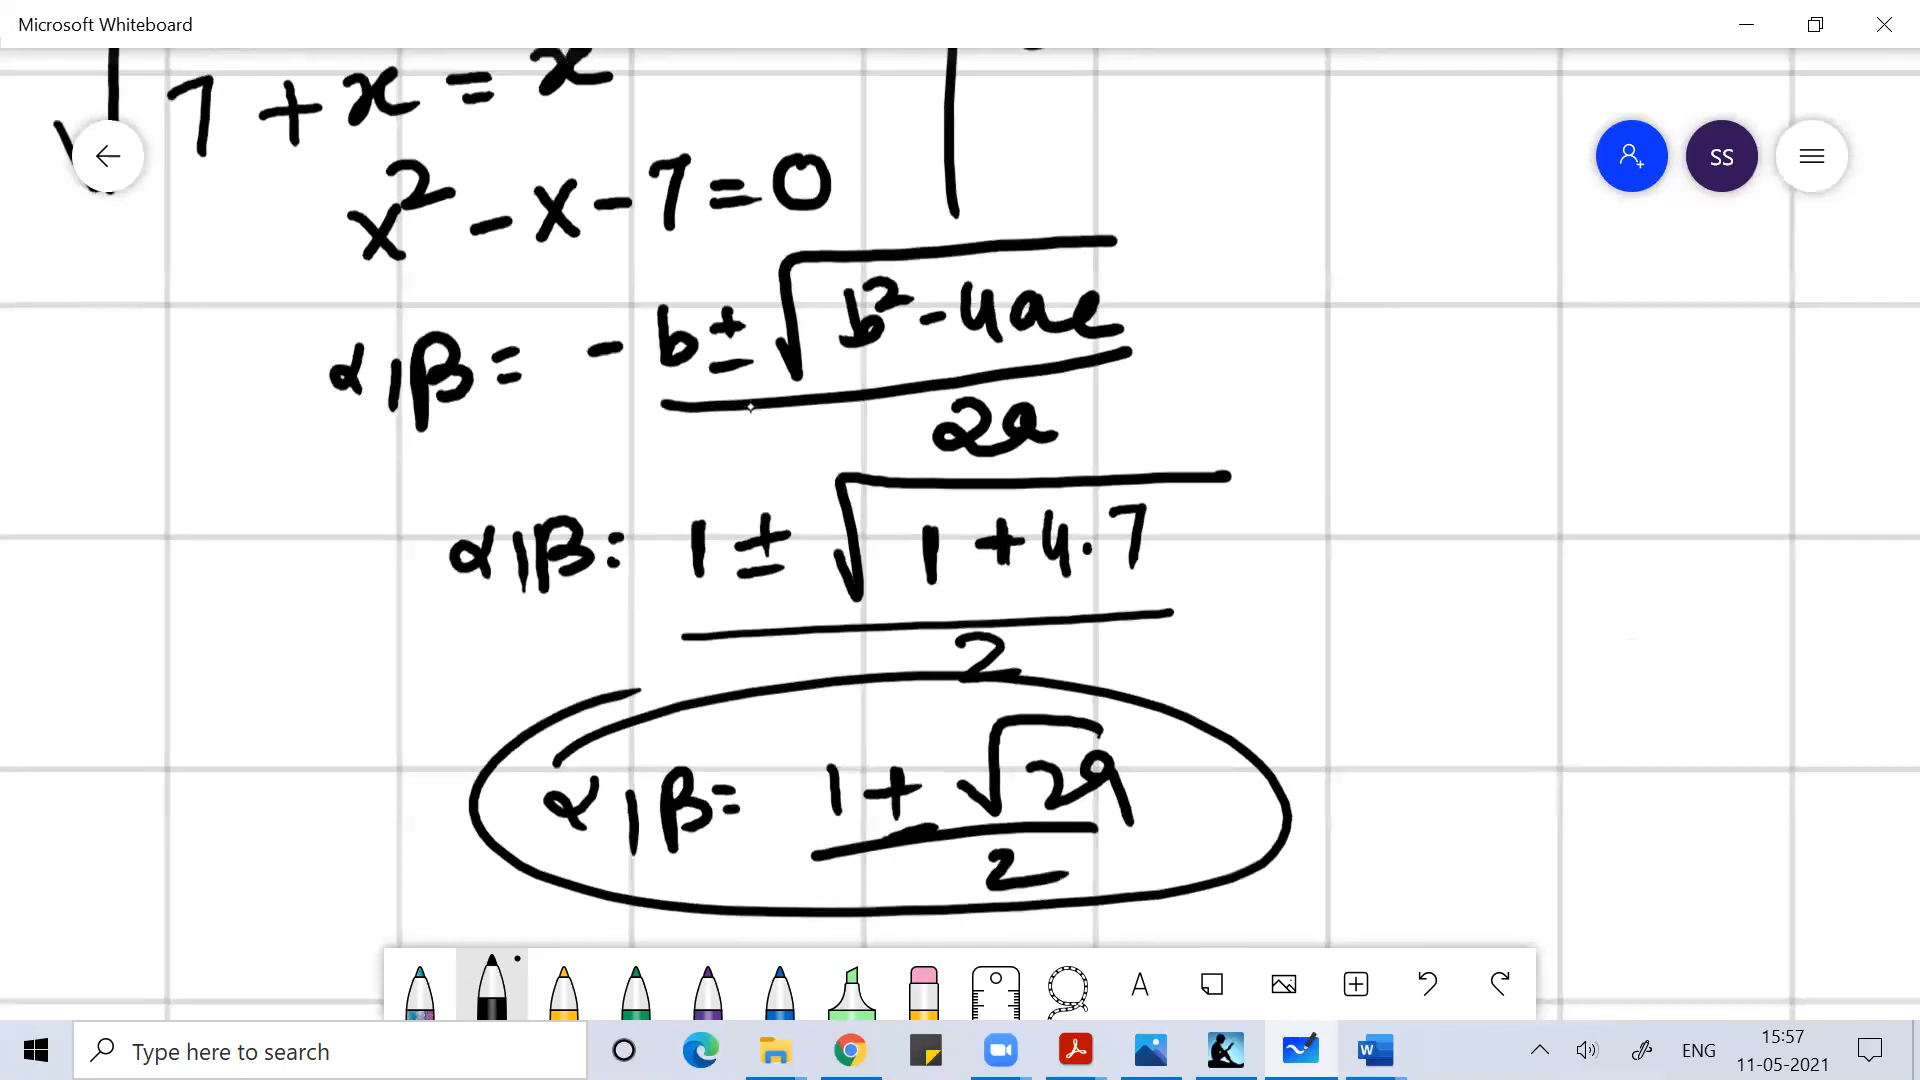 Microsoft Whiteboard
√7 + x = x
x² - x - 7 = 0
SS
α, β = - b ± √b² - 4ac
2a
α, β = 1 ± √1 + 4.7
2
α, β = 1 ± √29
2
A
Type here to search
W
ENG
15:57
11-05-2021